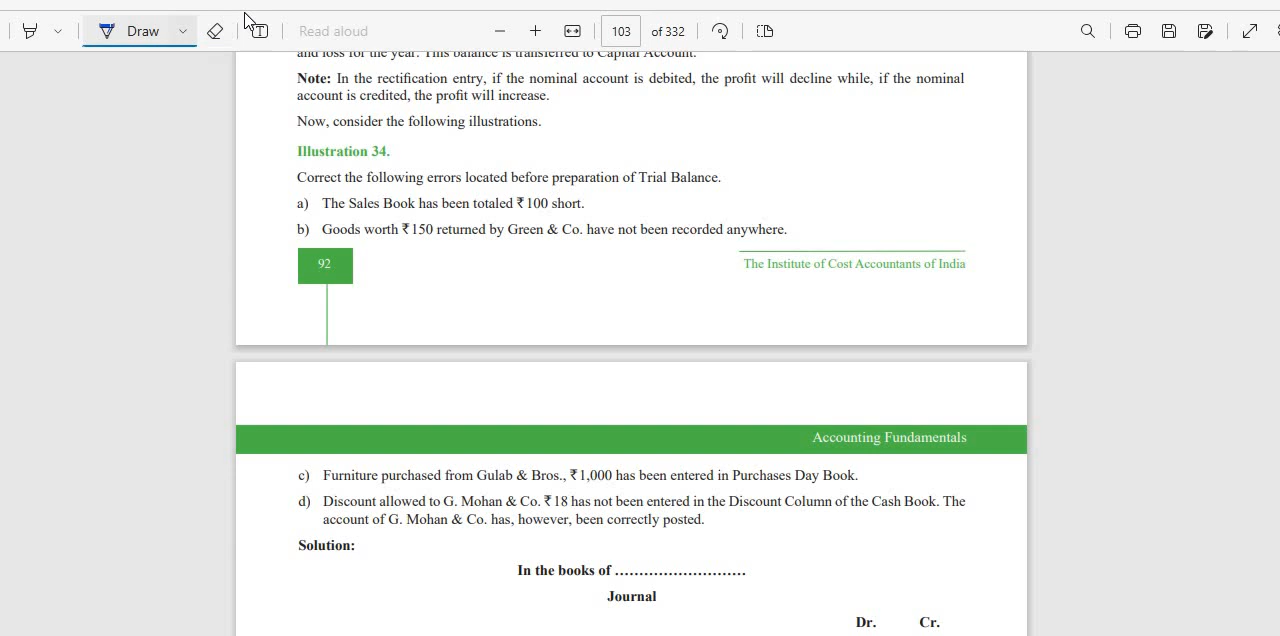 Draw
Read aloud
103 of 332
and loss for the year. This balance is transferred to Capital Account.
Note: In the rectification entry, if the nominal account is debited, the profit will decline while, if the nominal
account is credited, the profit will increase.
Now, consider the following illustrations.
Illustration 34.
Correct the following errors located before preparation of Trial Balance.
a) The Sales Book has been totaled ₹ 100 short.
b) Goods worth ₹ 150 returned by Green & Co. have not been recorded anywhere.
92
The Institute of Cost Accountants of India
Accounting Fundamentals
c) Furniture purchased from Gulab & Bros., ₹ 1,000 has been entered in Purchases Day Book.
d) Discount allowed to G. Mohan & Co. ₹ 18 has not been entered in the Discount Column of the Cash Book. The
account of G. Mohan & Co. has, however, been correctly posted.
Solution:
In the books of ...........................
Journal
Dr. Cr.